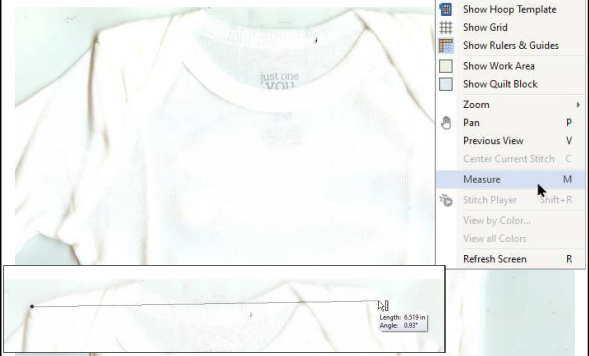 Show Hoop Template
Show Grid
Show Rulers & Guides
Show Work Area
Show Quilt Block
Zoom
Pan P
Previous View V
Center Current Stitch C
Measure M
Stitch Player Shift+R
View by Color...
View all Colors
Refresh Screen R
just one
YOU
Length: 6.519 in
Angle: 0.93°